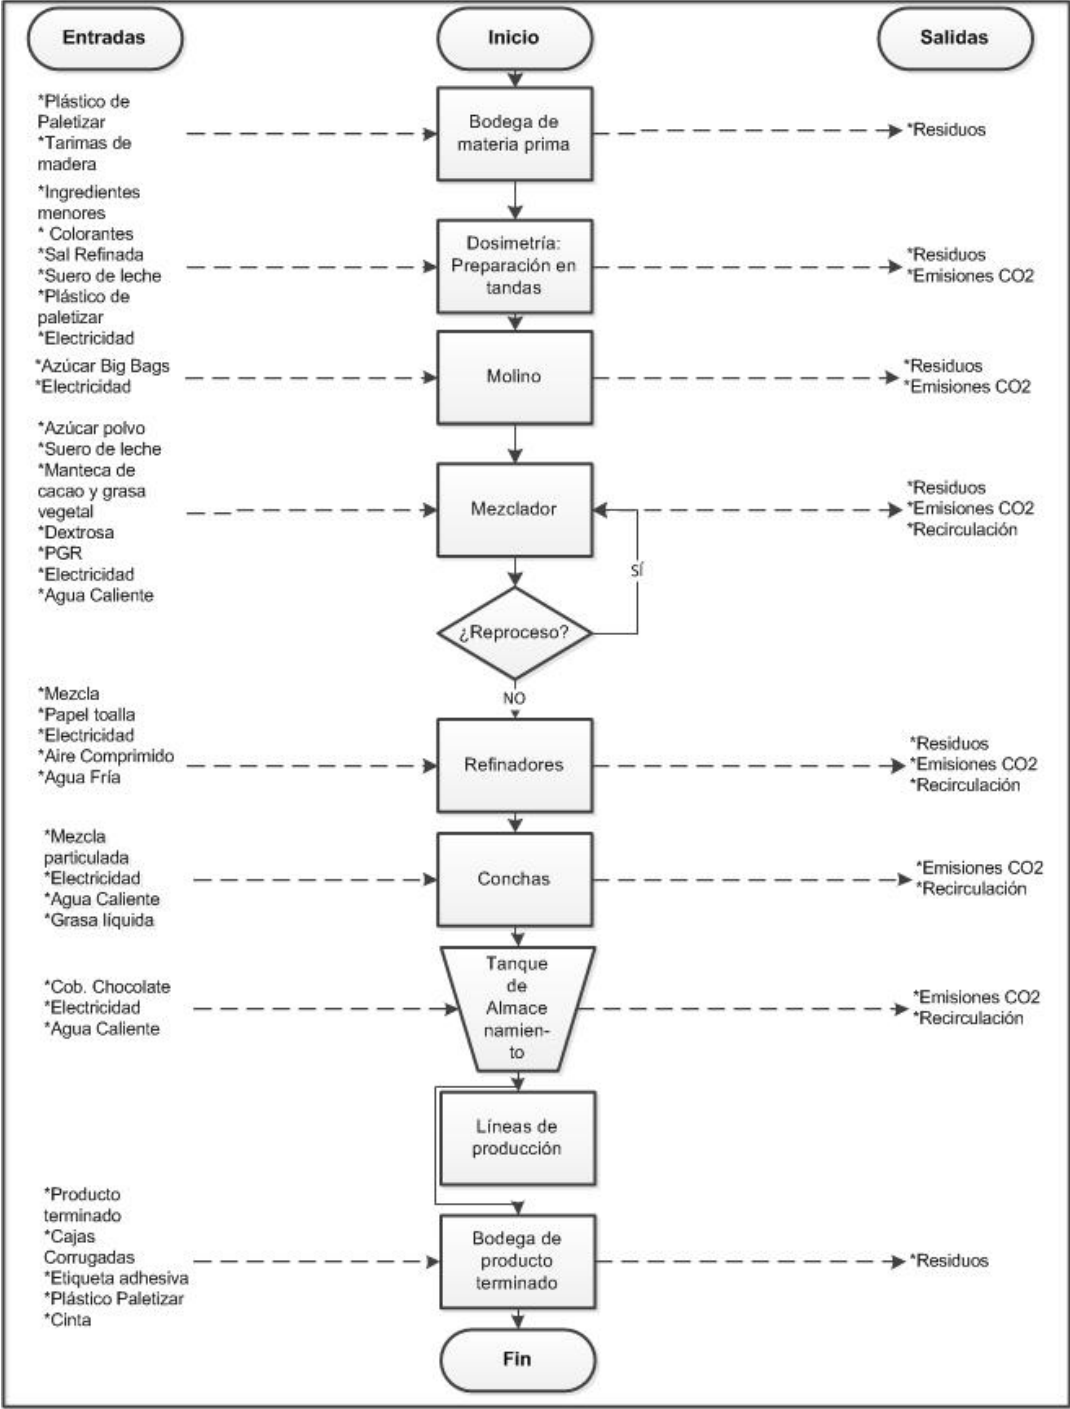 Entradas
Inicio
Salidas
*Plástico de
Paletizar
*Tarimas de
madera
Bodega de
materia prima
*Residuos
*Ingredientes
menores
* Colorantes
*Sal Refinada
*Suero de leche
*Plástico de
paletizar
*Electricidad
Dosimetría:
Preparación en
tandas
*Residuos
*Emisiones CO2
*Azúcar Big Bags
*Electricidad
Molino
*Residuos
*Emisiones CO2
*Azúcar polvo
*Suero de leche
*Manteca de
cacao y grasa
vegetal
*Dextrosa
*PGR
*Electricidad
*Agua Caliente
Mezclador
*Residuos
*Emisiones CO2
*Recirculación
SÍ
¿Reproceso?
NO
*Mezcla
*Papel toalla
*Electricidad
*Aire Comprimido
*Agua Fría
Refinadores
*Residuos
*Emisiones CO2
*Recirculación
*Mezcla
particulada
*Electricidad
*Agua Caliente
*Grasa líquida
Conchas
*Emisiones CO2
*Recirculación
*Cob. Chocolate
*Electricidad
*Agua Caliente
Tanque
de
Almace
namien-
to
*Emisiones CO2
*Recirculación
Líneas de
producción
*Producto
terminado
*Cajas
Corrugadas
*Etiqueta adhesiva
*Plástico Paletizar
*Cinta
Bodega de
producto
terminado
*Residuos
Fin